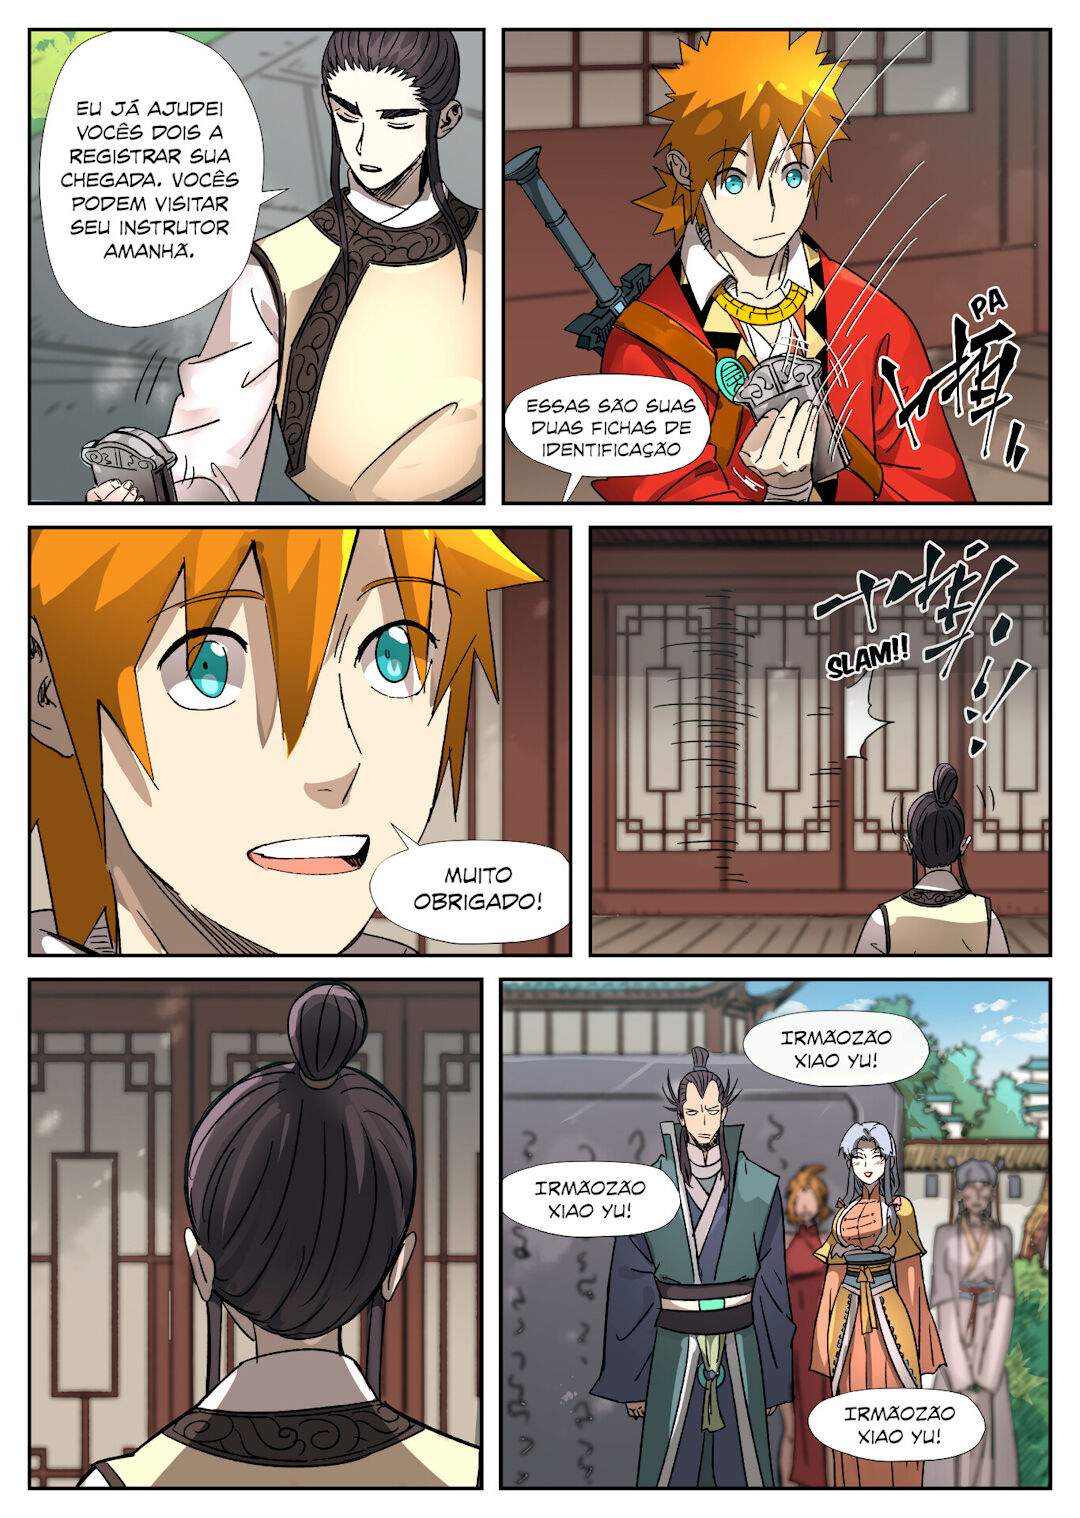 EU JÁ AJUDEI
VOCÊS DOIS A
REGISTRAR SUA
CHEGADA. VOCÊS
PODEM VISITAR
SEU INSTRUTOR
AMANHÃ.
PA
ESSAS SÃO SUAS
DUAS FICHAS DE
IDENTIFICAÇÃO
MUITO
OBRIGADO!
SLAM!!
IRMÃOZÃO
XIAO YU!
IRMÃOZÃO
XIAO YU!
IRMÃOZÃO
XIAO YU!